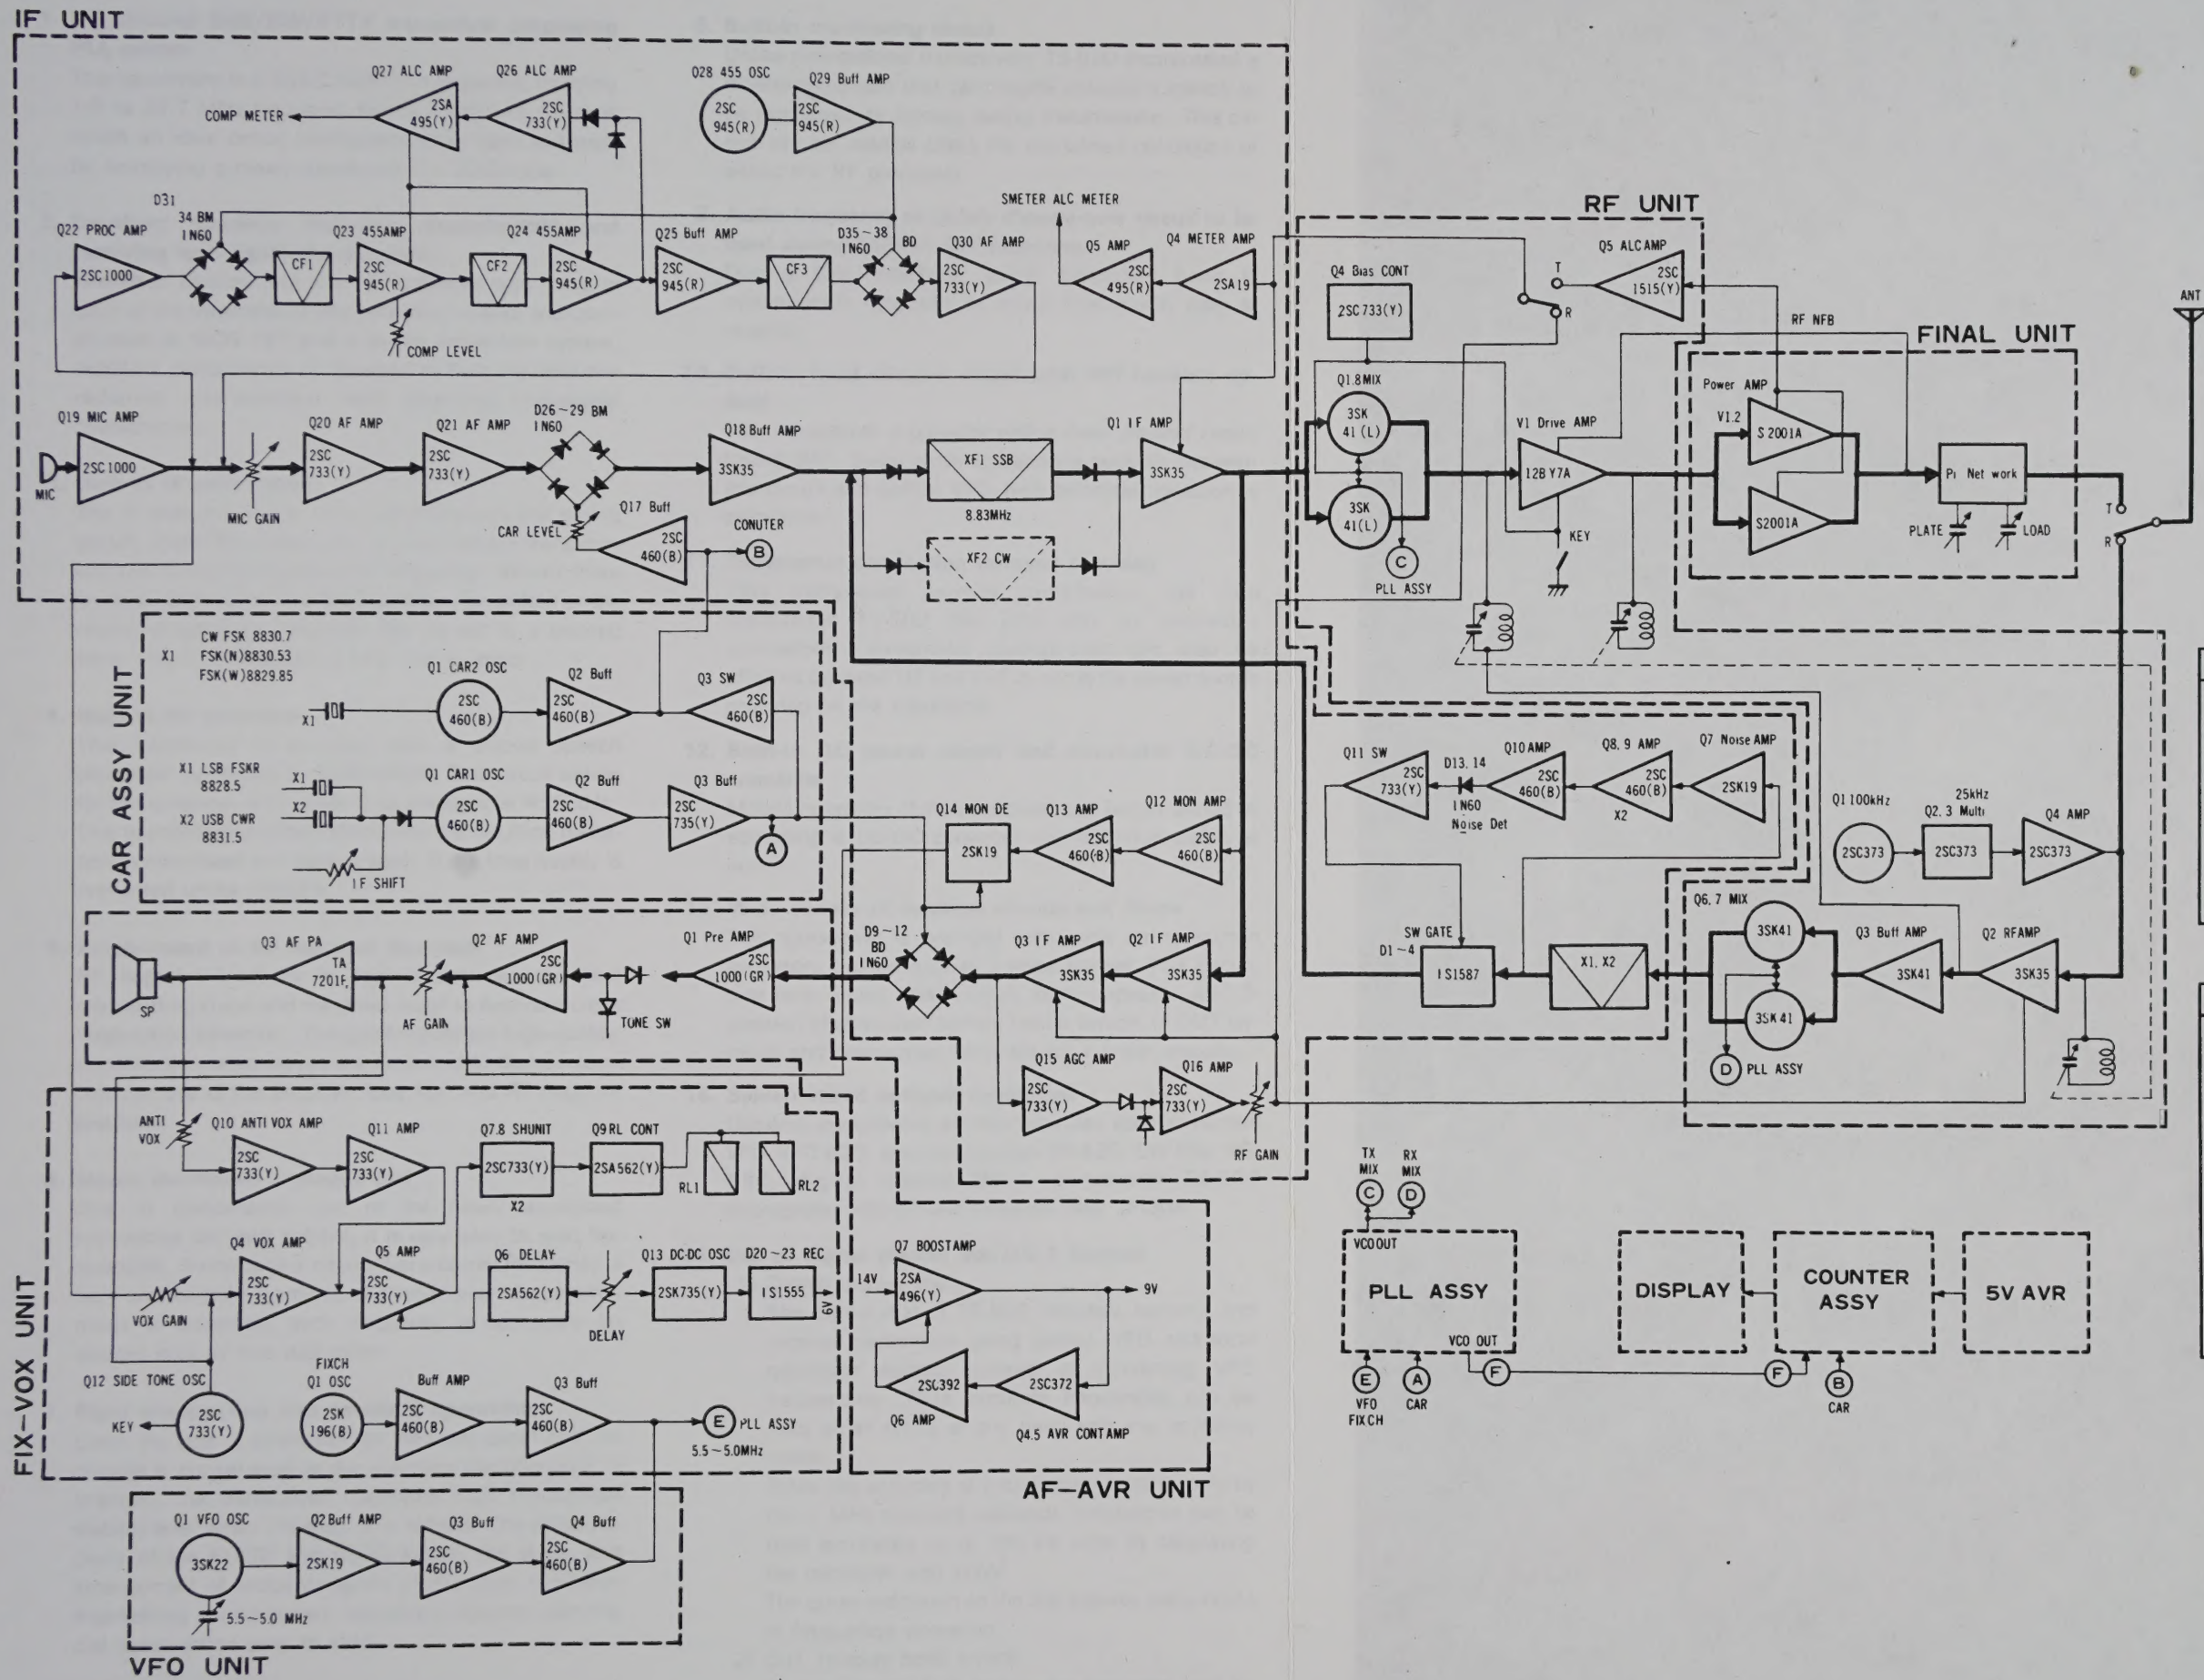 IF UNIT
Q27 ALC AMP
Q26 ALC AMP
Q28 455 OSC
Q29 Buff AMP
COMP METER
2SA
495(Y)
2SC
733(Y)
2SC
945(R)
2SC
945(R)
D31
34 BM
1N60
Q22 PROC AMP
Q23 455AMP
Q24 455AMP
Q25 Buff AMP
D35~38
1N60
BD
Q30 AF AMP
2SC1000
CF1
2SC
945(R)
CF2
2SC
945(R)
2SC
945(R)
CF3
2SC
733(Y)
COMP LEVEL
SMETER ALC METER
Q5 AMP
Q4 METER AMP
2SC
495(R)
2SA19
Q19 MIC AMP
Q20 AF AMP
Q21 AF AMP
D26~29 BM
1N60
Q18 Buff AMP
Q1 IF AMP
MIC
2SC1000
2SC
733(Y)
2SC
733(Y)
3SK35
XF1 SSB
3SK35
MIC GAIN
8.83MHz
Q17 Buff
CAR LEVEL
2SC
460(B)
CONUTER
B
XF2 CW
RF UNIT
Q5 ALCAMP
2SC
1515(Y)
T
R
Q4 Bias CONT
2SC733(Y)
RF NFB
Q1.8MIX
3SK
41(L)
3SK
41(L)
V1 Drive AMP
12BY7A
KEY
C
PLL ASSY
FINAL UNIT
Power AMP
V1.2
S2001A
S2001A
Pi Net work
PLATE
LOAD
ANT
T
R
CAR ASSY UNIT
CW FSK 8830.7
X1 FSK(N)8830.53
FSK(W)8829.85
X1
Q1 CAR2 OSC
Q2 Buff
Q3 SW
2SC
460(B)
2SC
460(B)
2SC
460(B)
X1 LSB FSKR
8828.5
X1
X2 USB CWR
8831.5
X2
Q1 CAR1 OSC
Q2 Buff
Q3 Buff
2SC
460(B)
2SC
460(B)
2SC
735(Y)
A
IF SHIFT
Q14 MON DE
Q13 AMP
Q12 MON AMP
2SK19
2SC
460(B)
2SC
460(B)
Q11 SW
D13.14
Q10AMP
Q8.9 AMP
Q7 Noise AMP
2SC
733(Y)
1N60
Noise Det
2SC
460(B)
2SC
460(B)
X2
2SK19
Q1 100kHz
25kHz
Q2.3 Multi
Q4 AMP
2SC373
2SC373
2SC373
Q3 AF PA
Q2 AF AMP
Q1 Pre AMP
D9~12
BD
1N60
Q3 IF AMP
Q2 IF AMP
SP
TA
7201F
AF GAIN
2SC
1000(GR)
TONE SW
2SC
1000(GR)
3SK35
3SK35
SW GATE
D1~4
1S1587
X1. X2
Q6.7 MIX
3SK41
3SK41
Q3 Buff AMP
3SK41
Q2 RFAMP
3SK35
D
PLL ASSY
Q15 AGC AMP
2SC
733(Y)
Q16 AMP
2SC
733(Y)
RF GAIN
FIX-VOX UNIT
ANTI
VOX
Q10 ANTI VOX AMP
Q11 AMP
Q7.8 SHUNIT
Q9RL CONT
2SC
733(Y)
2SC
733(Y)
2SC733(Y)
X2
2SA562(Y)
RL1
RL2
Q4 VOX AMP
Q5 AMP
Q6 DELAY
Q13 DC-DC OSC
D20~23 REC
VOX GAIN
2SC
733(Y)
2SC
733(Y)
2SA562(Y)
DELAY
2SK735(Y)
1S1555
6V
Q12 SIDE TONE OSC
FIXCH
Q1 OSC
Buff AMP
Q3 Buff
KEY
2SC
733(Y)
2SK
196(B)
2SC
460(B)
2SC
460(B)
E
PLL ASSY
5.5~5.0MHz
Q7 BOOSTAMP
14V
2SA
496(Y)
9V
2SC392
2SC372
Q6 AMP
Q4.5 AVR CONTAMP
AF-AVR UNIT
TX
MIX
C
RX
MIX
D
VCOOUT
PLL ASSY
VCO OUT
E
VFO
FIXCH
A
CAR
F
DISPLAY
COUNTER
ASSY
5V AVR
F
B
CAR
Q1 VFO OSC
Q2Buff AMP
Q3 Buff
Q4 Buff
3SK22
2SK19
2SC
460(B)
2SC
460(B)
5.5~5.0 MHz
VFO UNIT